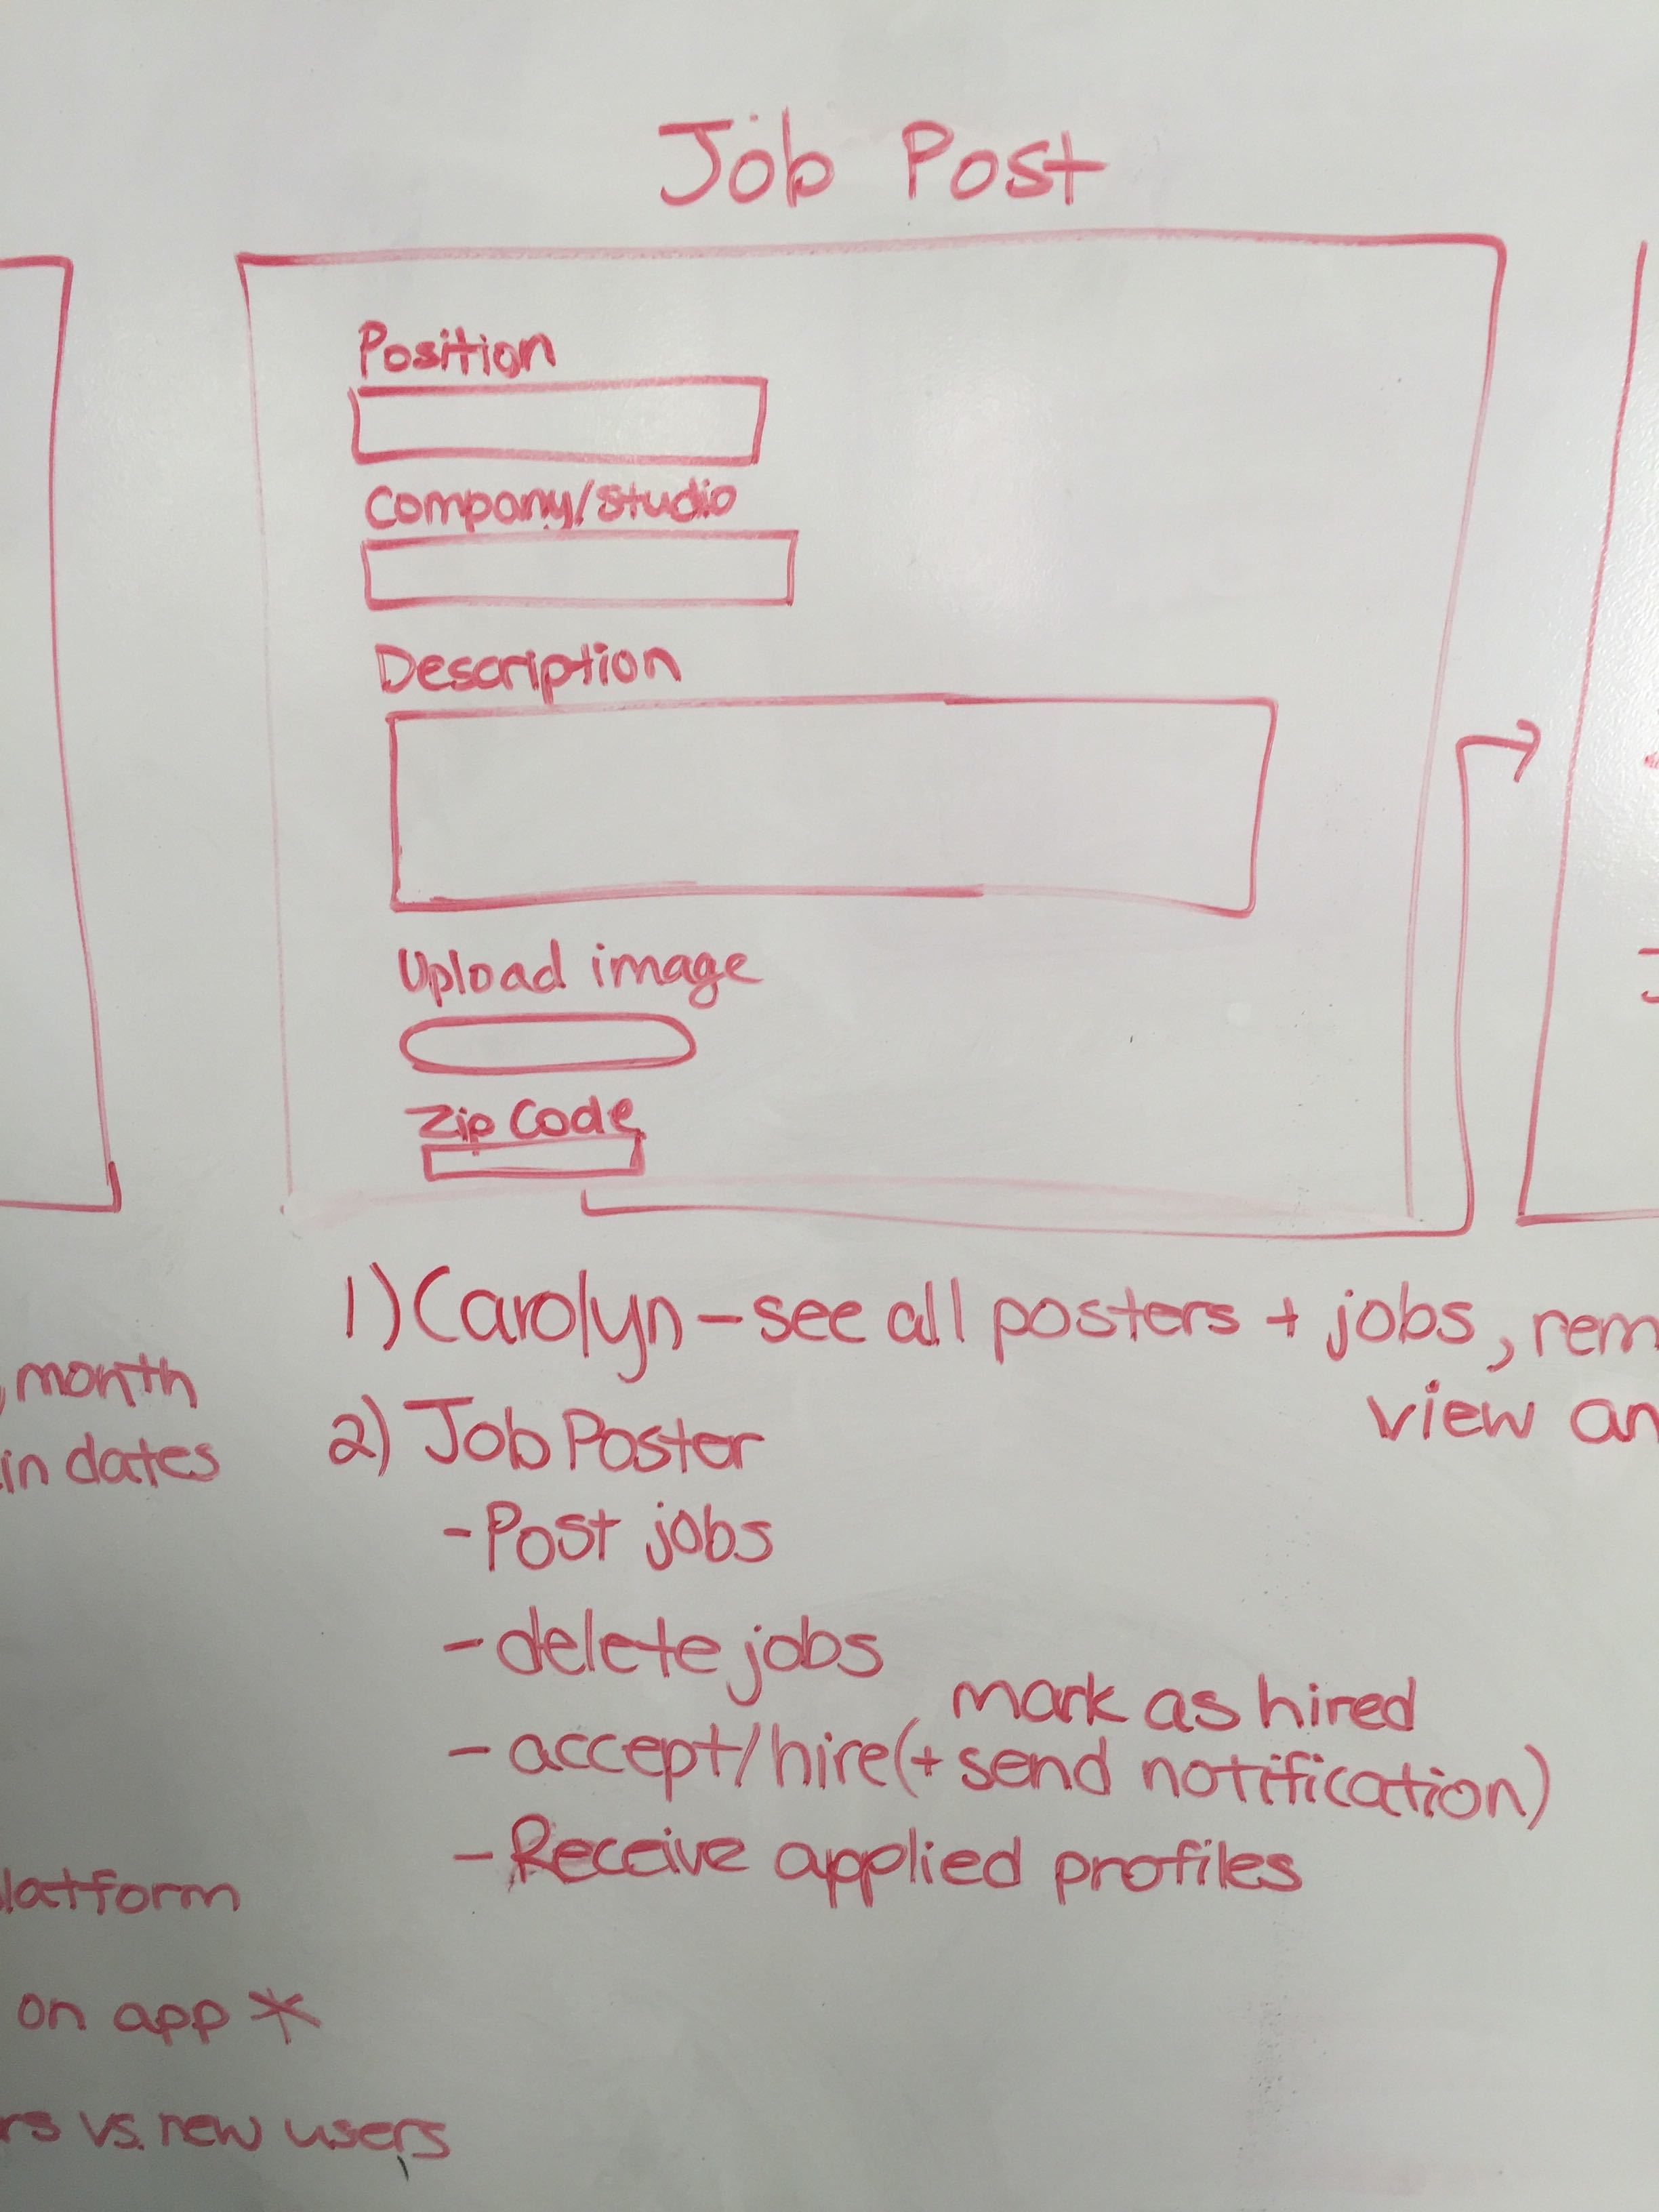 Job Post
Position
Company/studio
Description
Upload image
Zip Code
1) Carolyn - see all posters + jobs, rem
view an
2) Job Poster
- Post jobs
- delete jobs
mark as hired
- accept/hire (+ send notification)
- Receive applied profiles
, month
in dates
latform
on app *
rs vs. new users